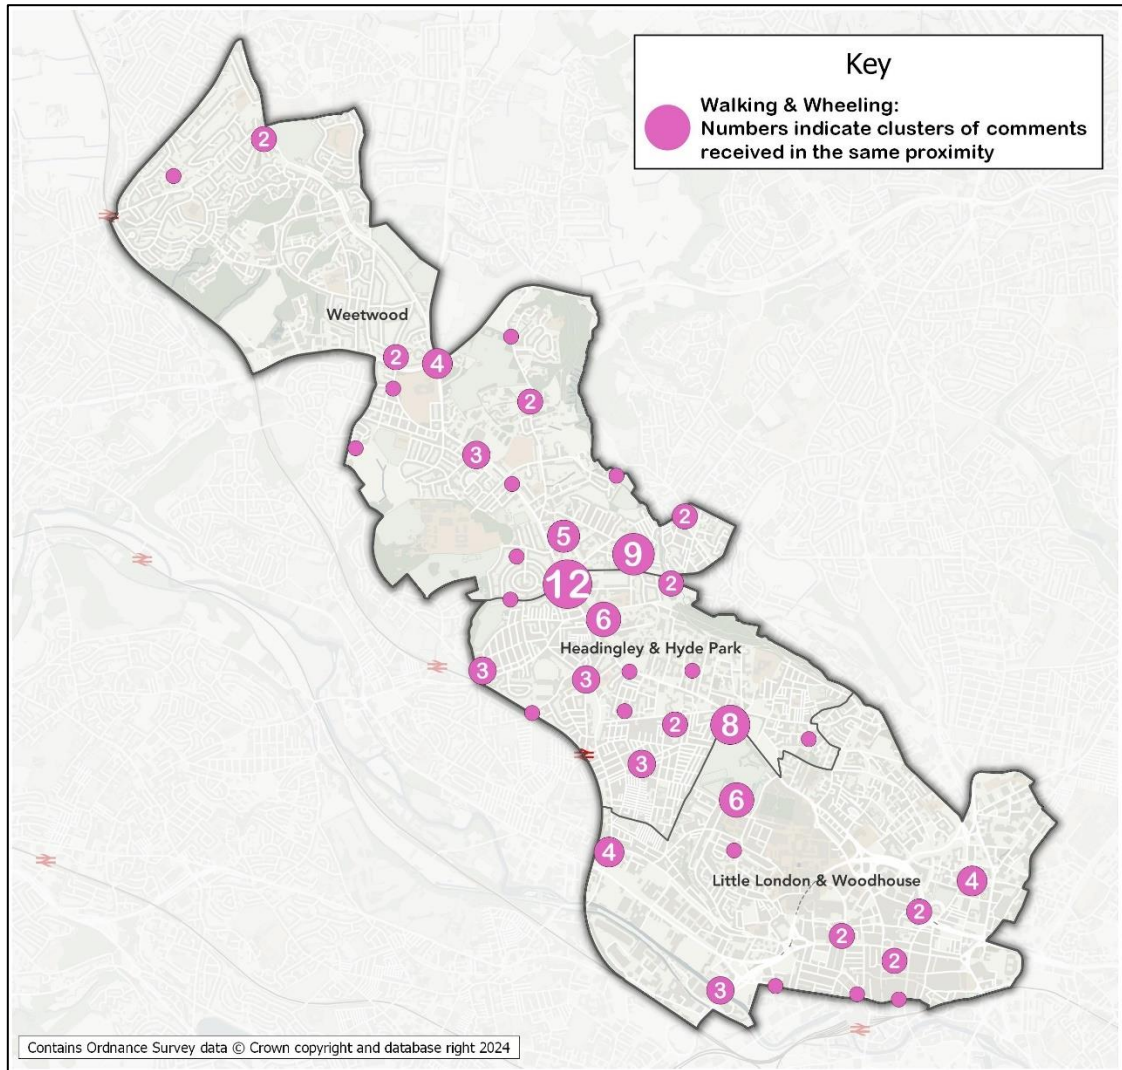 Key
Walking & Wheeling:
Numbers indicate clusters of comments
received in the same proximity
2
Weetwood
2
4
2
3
2
5
9
12
2
6
Headingley & Hyde Park
3
3
2
8
3
6
4
Little London & Woodhouse
4
2
2
2
3
Contains Ordnance Survey data © Crown copyright and database right 2024